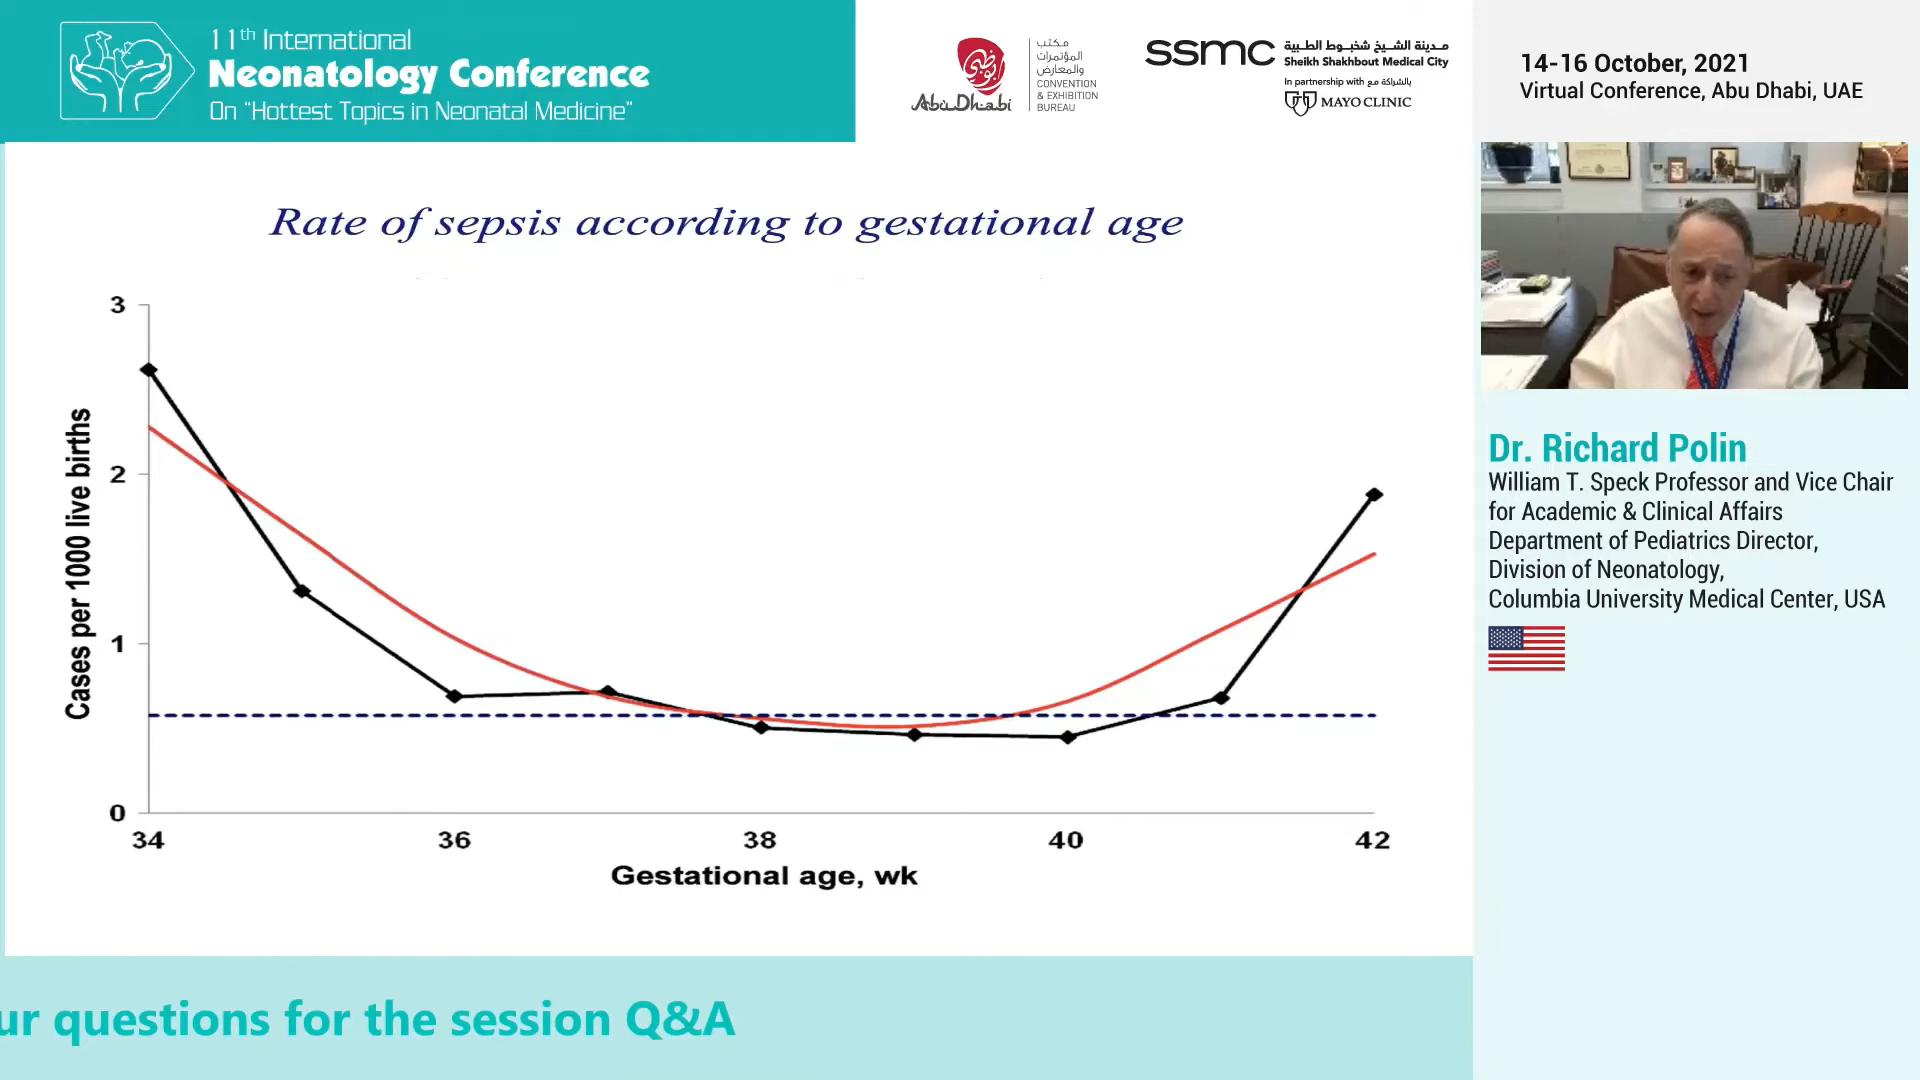 11th International
Neonatology Conference
On “Hottest Topics in Neonatal Medicine”
AbuDhabi
مكتب
المؤتمرات
والمعارض
CONVENTION
& EXHIBITION
BUREAU
ssmc
مدينة الشيخ شخبوط الطبية
Sheikh Shakhbout Medical City
In partnership with بالشراكة مع
MAYO CLINIC
14-16 October, 2021
Virtual Conference, Abu Dhabi, UAE
Rate of sepsis according to gestational age
3
2
1
0
Cases per 1000 live births
34 36 38 40 42
Gestational age, wk
Dr. Richard Polin
William T. Speck Professor and Vice Chair
for Academic & Clinical Affairs
Department of Pediatrics Director,
Division of Neonatology,
Columbia University Medical Center, USA
ur questions for the session Q&A